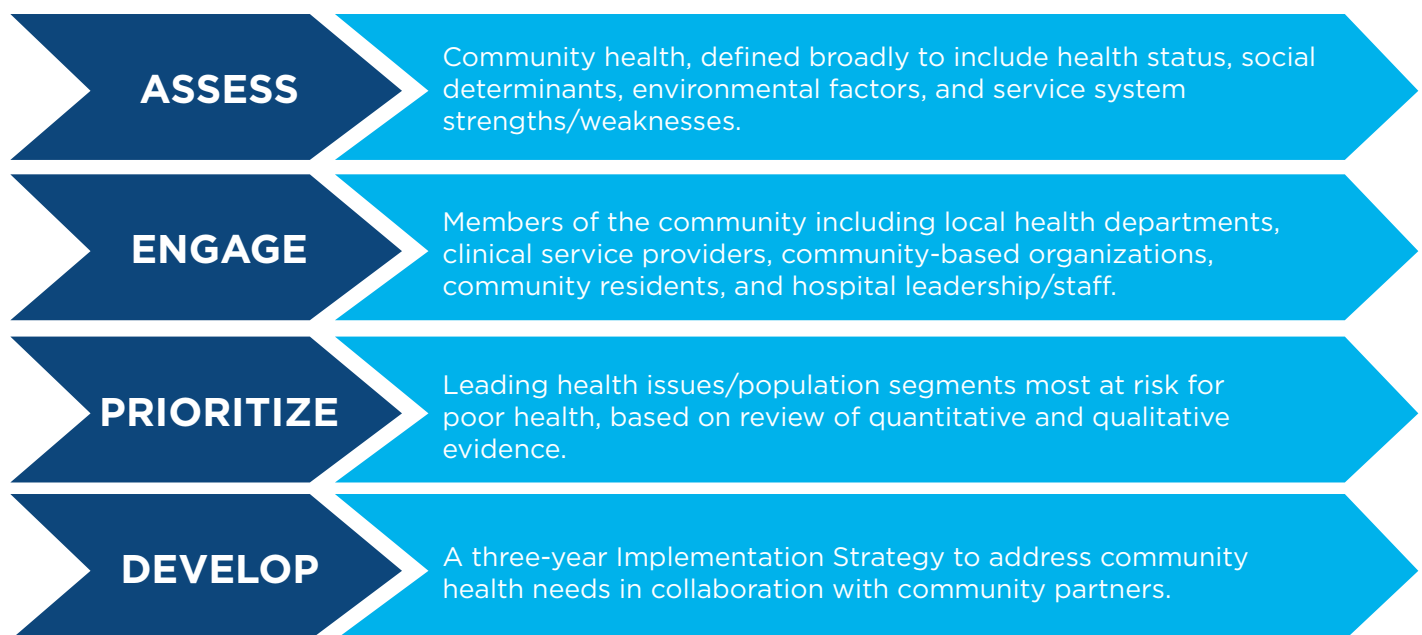 ASSESS
Community health, defined broadly to include health status, social
determinants, environmental factors, and service system
strengths/weaknesses.
ENGAGE
Members of the community including local health departments,
clinical service providers, community-based organizations,
community residents, and hospital leadership/staff.
PRIORITIZE
Leading health issues/population segments most at risk for
poor health, based on review of quantitative and qualitative
evidence.
DEVELOP
A three-year Implementation Strategy to address community
health needs in collaboration with community partners.